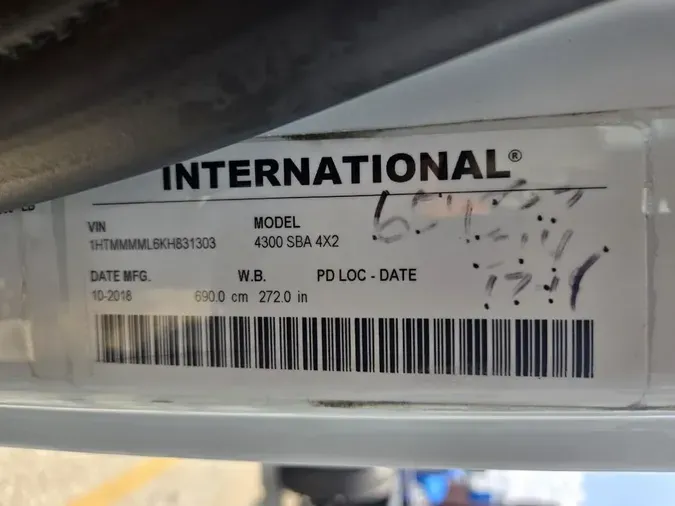 INTERNATIONAL®
VIN MODEL
1HTMMMML6KH831303 4300 SBA 4X2
DATE MFG. W.B. PD LOC - DATE
10-2018 690.0 cm 272.0 in